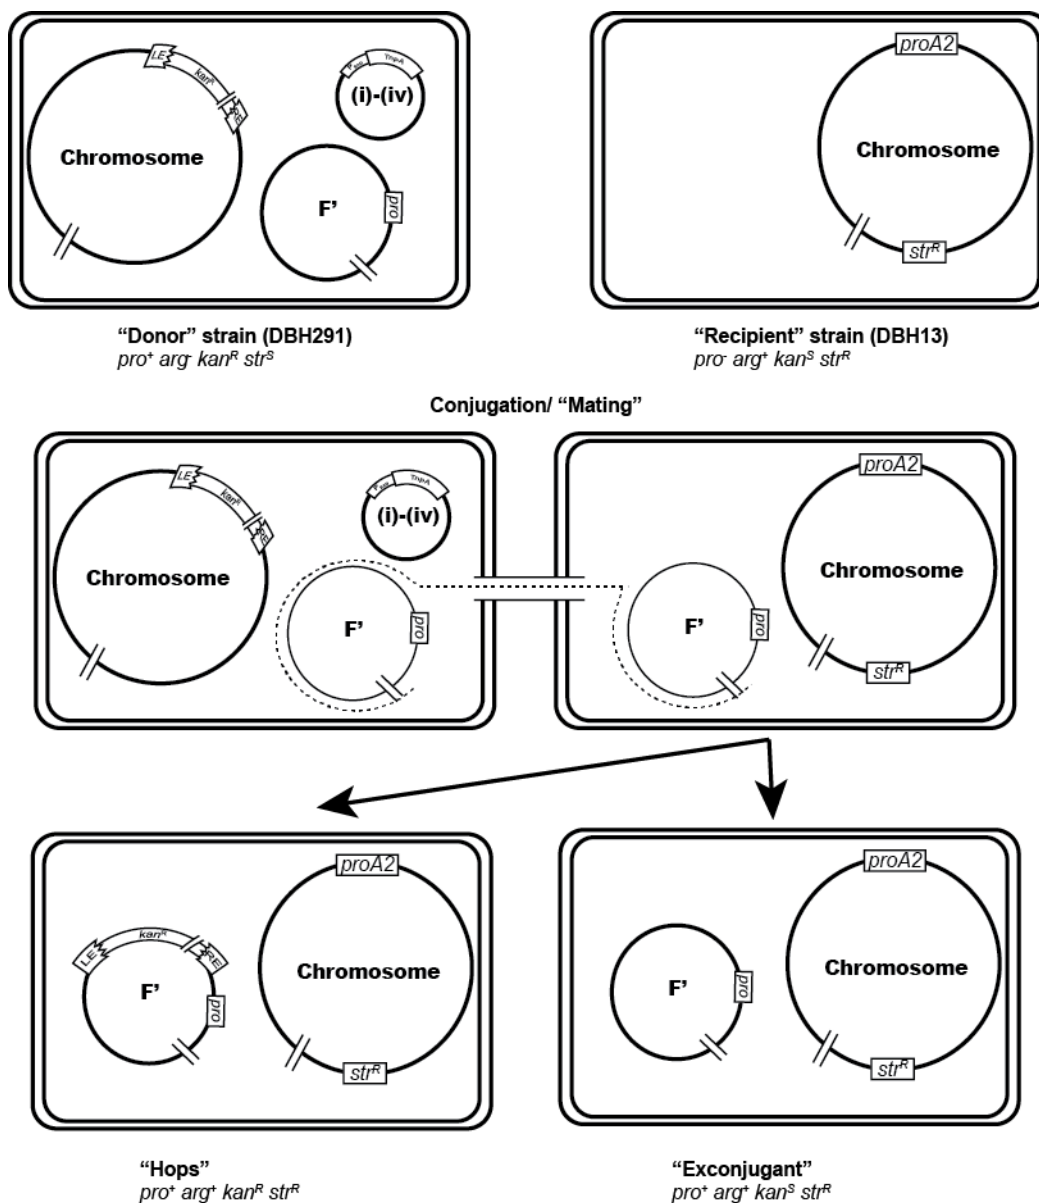 LE kanᴿ RE
P_lac TnpA
(i)-(iv)
Chromosome
F'
pro
proA2
Chromosome
strᴿ
“Donor” strain (DBH291)
pro⁺ arg⁻ kanᴿ strˢ
“Recipient” strain (DBH13)
pro⁻ arg⁺ kanˢ strᴿ
Conjugation/ “Mating”
LE kanᴿ RE
TnpA
(i)-(iv)
Chromosome
F'
pro
proA2
Chromosome
F'
pro
strᴿ
LE kanᴿ RE
F'
pro
proA2
Chromosome
strᴿ
F'
pro
proA2
Chromosome
strᴿ
“Hops”
pro⁺ arg⁺ kanᴿ strᴿ
“Exconjugant”
pro⁺ arg⁺ kanˢ strᴿ